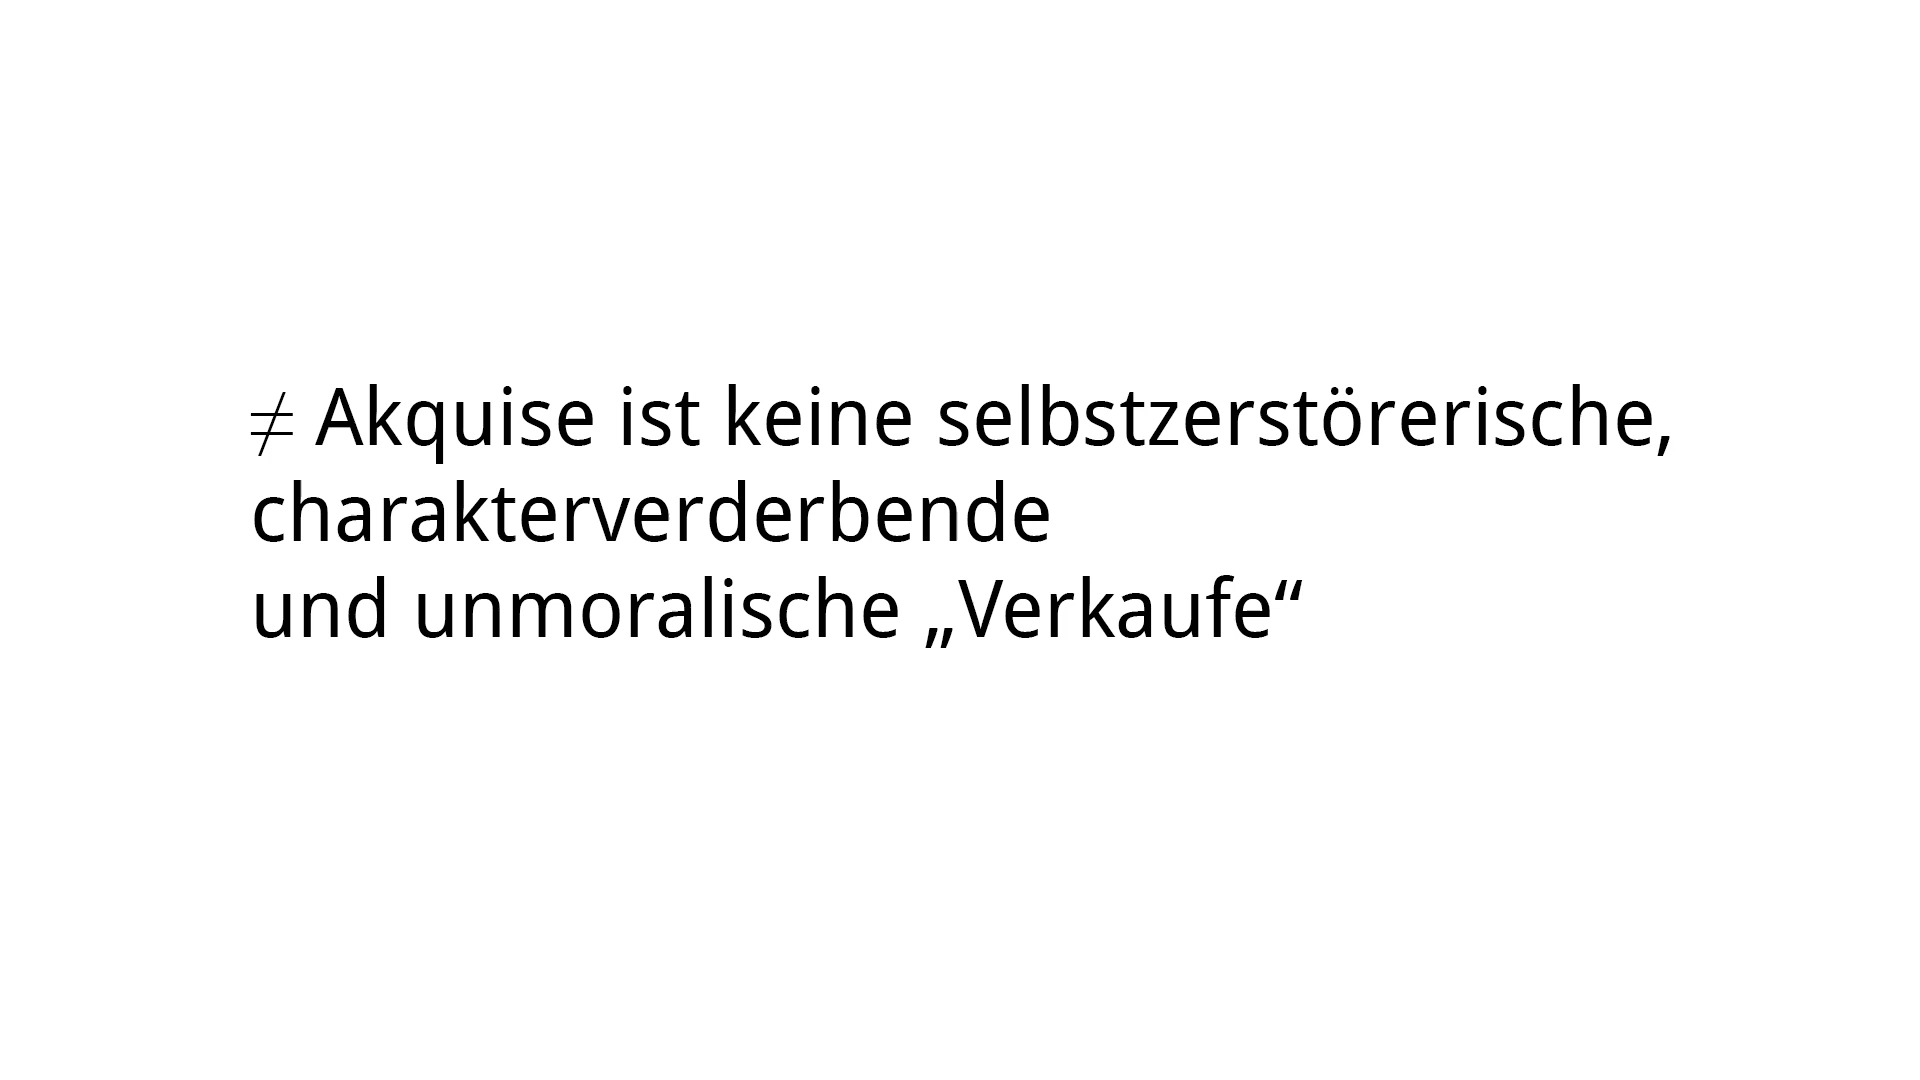 ≠ Akquise ist keine selbstzerstörerische,
charakterverderbende
und unmoralische „Verkaufe“